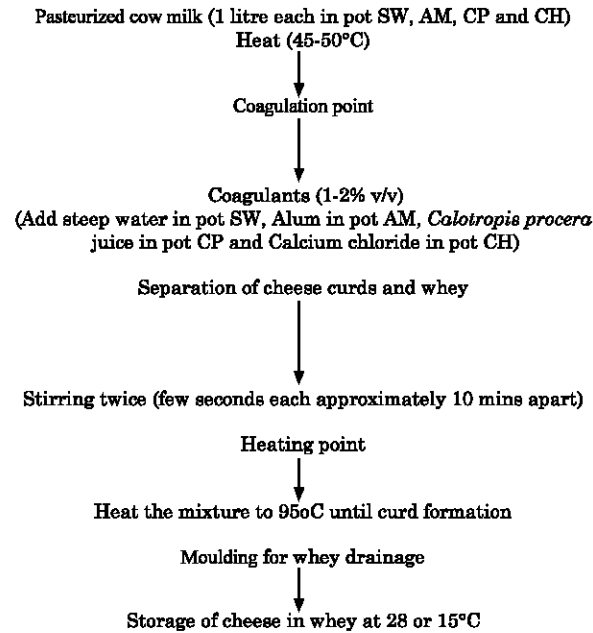 Pasteurized cow milk (1 litre each in pot SW, AM, CP and CH)
Heat (45-50°C)
Coagulation point
Coagulants (1-2% v/v)
(Add steep water in pot SW, Alum in pot AM, Calotropis procera
juice in pot CP and Calcium chloride in pot CH)
Separation of cheese curds and whey
Stirring twice (few seconds each approximately 10 mins apart)
Heating point
Heat the mixture to 95oC until curd formation
Moulding for whey drainage
Storage of cheese in whey at 28 or 15°C